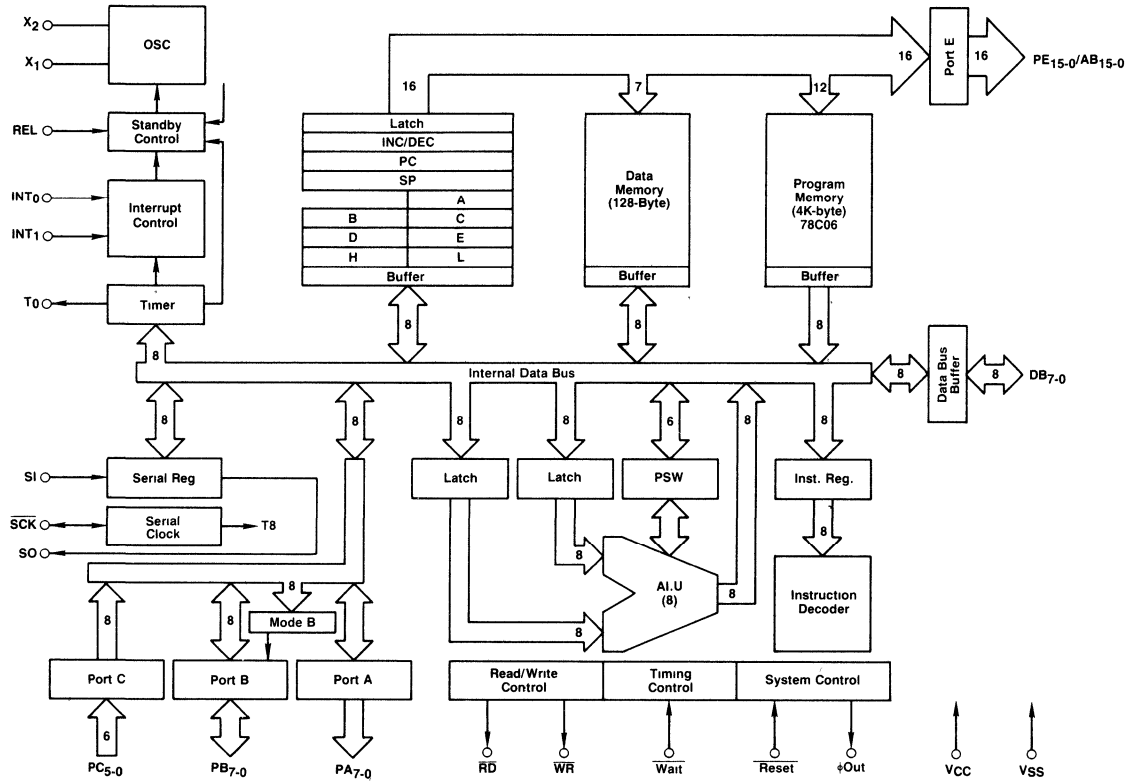 X2
OSC
X1
REL
Standby
Control
INT0
Interrupt
Control
INT1
T0
Timer
8
16
Latch
INC/DEC
PC
SP
A
B C
D E
H L
Buffer
8
7
Data
Memory
(128-Byte)
Buffer
8
12
Program
Memory
(4K-byte)
78C06
Buffer
8
16
Port E
16
PE15-0/AB15-0
Internal Data Bus
8
Data Bus
Buffer
8
DB7-0
8
8
8
8
6
8
8
SI
Serial Reg
SCK
Serial
Clock
T8
SO
Latch
Latch
PSW
Inst. Reg.
8
8
8
AL.U
(8)
8
Instruction
Decoder
8
8
8
Mode B
Port C
Port B
Port A
6
PC5-0
PB7-0
PA7-0
Read/Write
Control
Timing
Control
System Control
RD
WR
Wait
Reset
ϕOut
VCC
VSS